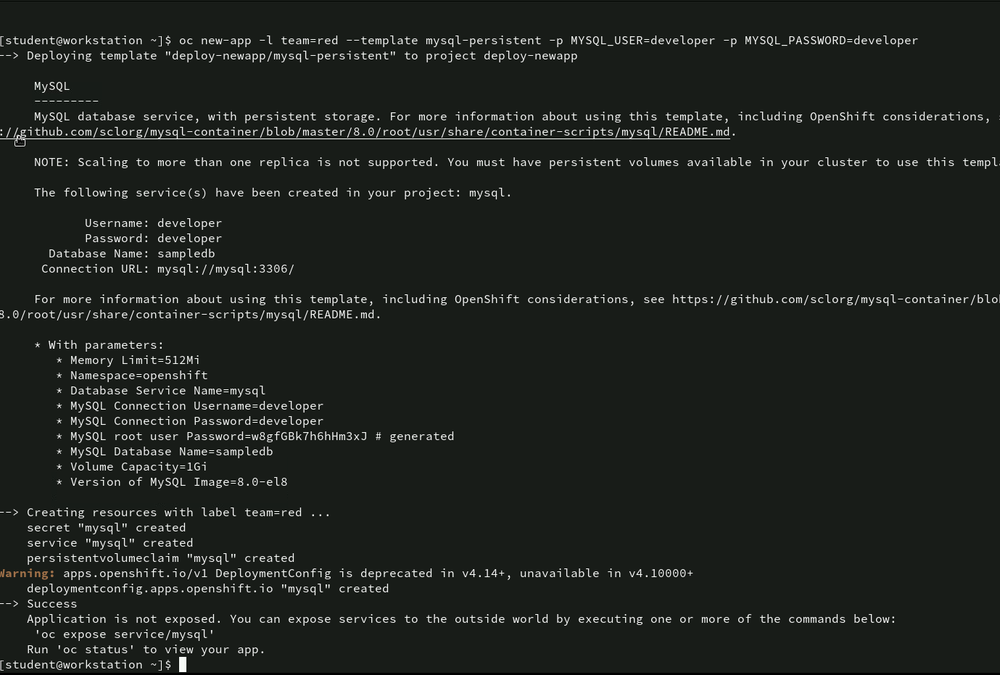 [student@workstation ~]$ oc new-app -l team=red --template mysql-persistent -p MYSQL_USER=developer -p MYSQL_PASSWORD=developer
--> Deploying template "deploy-newapp/mysql-persistent" to project deploy-newapp
MySQL
---------
MySQL database service, with persistent storage. For more information about using this template, including OpenShift considerations,
://github.com/sclorg/mysql-container/blob/master/8.0/root/usr/share/container-scripts/mysql/README.md.
NOTE: Scaling to more than one replica is not supported. You must have persistent volumes available in your cluster to use this templ
The following service(s) have been created in your project: mysql.
Username: developer
Password: developer
Database Name: sampledb
Connection URL: mysql://mysql:3306/
For more information about using this template, including OpenShift considerations, see https://github.com/sclorg/mysql-container/blo
8.0/root/usr/share/container-scripts/mysql/README.md.
* With parameters:
* Memory Limit=512Mi
* Namespace=openshift
* Database Service Name=mysql
* MySQL Connection Username=developer
* MySQL Connection Password=developer
* MySQL root user Password=w8gfGBk7h6hHm3xJ # generated
* MySQL Database Name=sampledb
* Volume Capacity=1Gi
* Version of MySQL Image=8.0-el8
--> Creating resources with label team=red ...
secret "mysql" created
service "mysql" created
persistentvolumeclaim "mysql" created
Warning: apps.openshift.io/v1 DeploymentConfig is deprecated in v4.14+, unavailable in v4.10000+
deploymentconfig.apps.openshift.io "mysql" created
--> Success
Application is not exposed. You can expose services to the outside world by executing one or more of the commands below:
'oc expose service/mysql'
Run 'oc status' to view your app.
[student@workstation ~]$